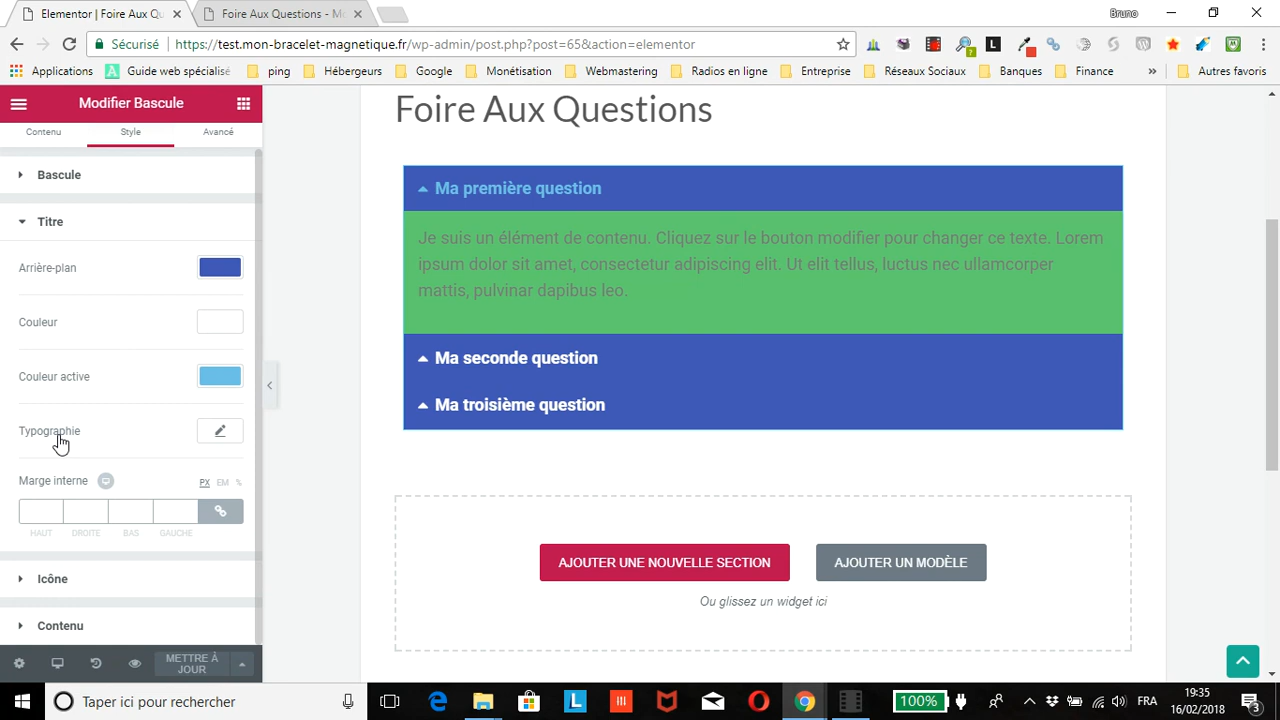 Elementor | Foire Aux Qu
Foire Aux Questions - M
Bruno
Sécurisé
https://test.mon-bracelet-magnetique.fr/wp-admin/post.php?post=65&action=elementor
Applications
Guide web spécialisé
ping
Hébergeurs
Google
Monétisation
Webmastering
Radios en ligne
Entreprise
Réseaux Sociaux
Banques
Finance
»
Autres favoris
Modifier Bascule
Contenu
Style
Avancé
Bascule
Titre
Arrière-plan
Couleur
Couleur active
Typographie
Marge interne
PX EM %
HAUT DROITE BAS GAUCHE
Icône
Contenu
METTRE À
JOUR
Foire Aux Questions
Ma première question
Je suis un élément de contenu. Cliquez sur le bouton modifier pour changer ce texte. Lorem
ipsum dolor sit amet, consectetur adipiscing elit. Ut elit tellus, luctus nec ullamcorper
mattis, pulvinar dapibus leo.
Ma seconde question
Ma troisième question
AJOUTER UNE NOUVELLE SECTION
AJOUTER UN MODÈLE
Ou glissez un widget ici
Taper ici pour rechercher
100%
FRA
19:35
16/02/2018
3